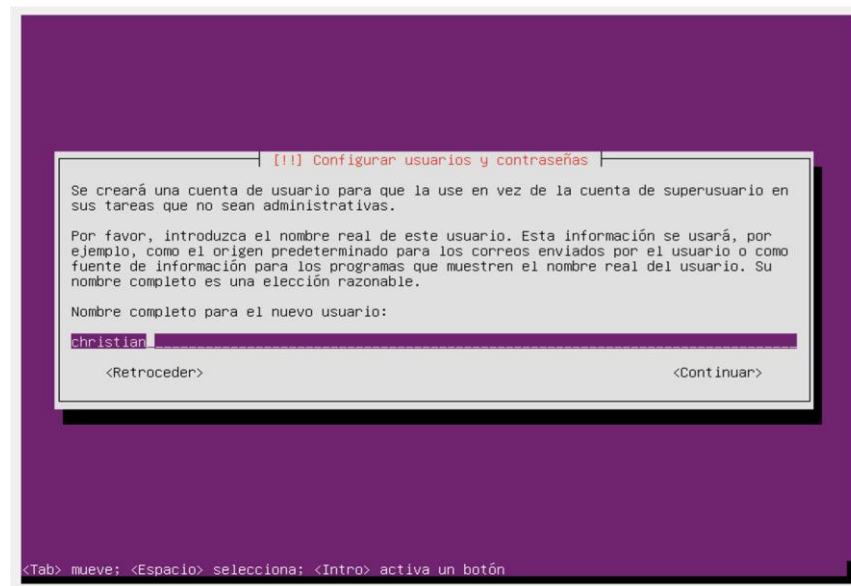 [!!] Configurar usuarios y contraseñas
Se creará una cuenta de usuario para que la use en vez de la cuenta de superusuario en
sus tareas que no sean administrativas.
Por favor, introduzca el nombre real de este usuario. Esta información se usará, por
ejemplo, como el origen predeterminado para los correos enviados por el usuario o como
fuente de información para los programas que muestren el nombre real del usuario. Su
nombre completo es una elección razonable.
Nombre completo para el nuevo usuario:
christian
<Retroceder> <Continuar>
<Tab> mueve; <Espacio> selecciona; <Intro> activa un botón